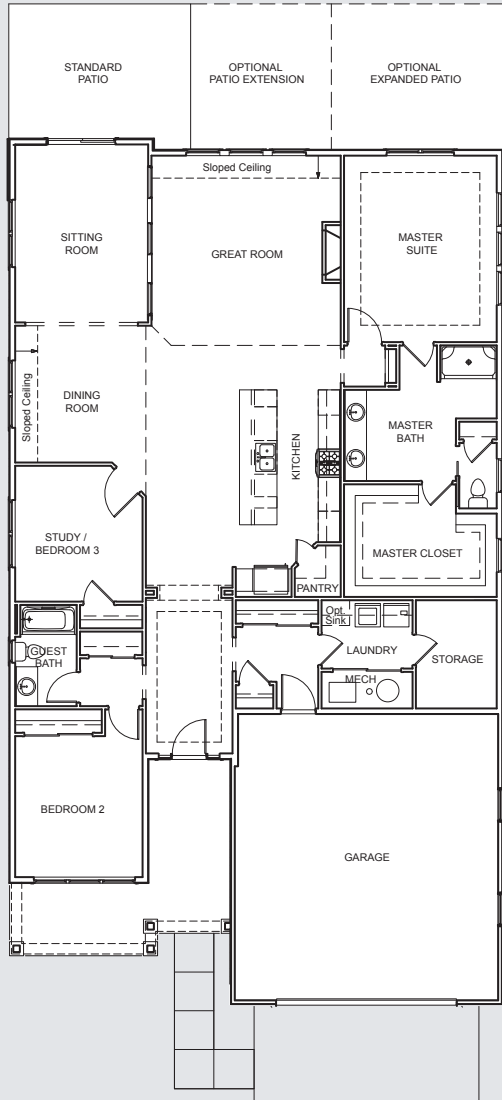 STANDARD
PATIO
OPTIONAL
PATIO EXTENSION
OPTIONAL
EXPANDED PATIO
Sloped Ceiling
SITTING
ROOM
GREAT ROOM
MASTER
SUITE
Sloped Ceiling
DINING
ROOM
MASTER
BATH
KITCHEN
STUDY /
BEDROOM 3
MASTER CLOSET
PANTRY
Opt.
Sink
GUEST
BATH
LAUNDRY
STORAGE
MECH
BEDROOM 2
GARAGE